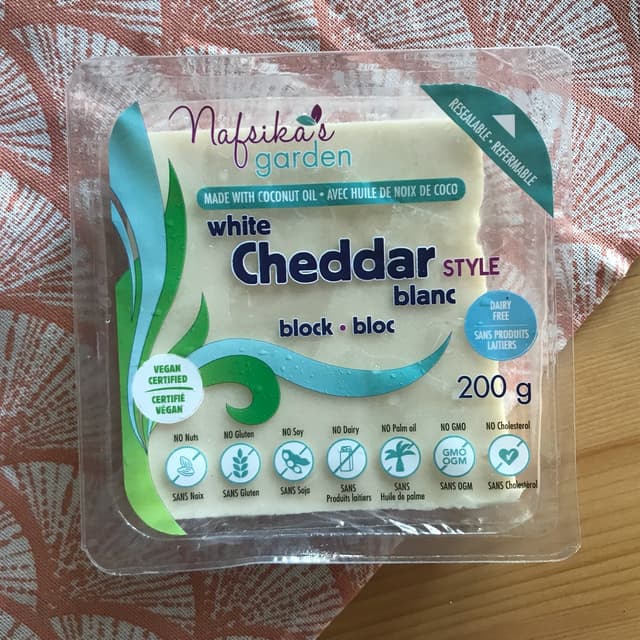 Nafsika's
garden
RESEALABLE • REFERMABLE
MADE WITH COCONUT OIL • AVEC HUILE DE NOIX DE COCO
white
Cheddar STYLE
blanc
block • bloc
DAIRY
FREE
SANS PRODUITS
LAITIERS
VEGAN
CERTIFIED
CERTIFIÉ
VÉGAN
200 g
NO Nuts
SANS Noix
NO Gluten
SANS Gluten
NO Soy
SANS Soja
NO Dairy
SANS
Produits laitiers
NO Palm oil
SANS
Huile de palme
NO GMO
GMO
OGM
SANS OGM
NO Cholesterol
SANS Cholestérol